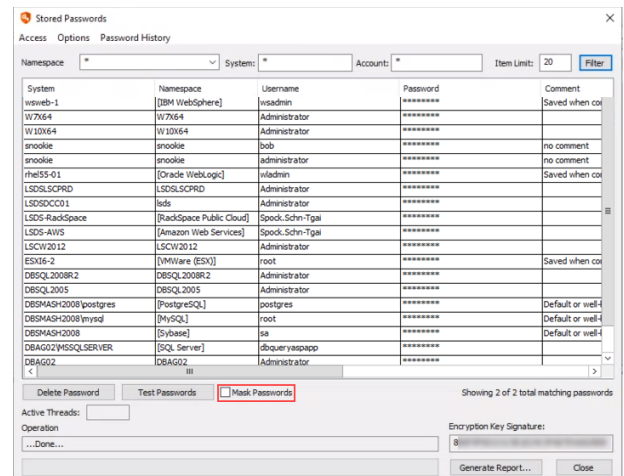 Stored Passwords
Access Options Password History
Namespace * System: * Account: * Item Limit: 20 Filter
System Namespace Username Password Comment
wsweb-1 [IBM WebSphere] wsadmin ******** Saved when co
W7X64 W7X64 Administrator ********
W10X64 W10X64 Administrator ********
snookie snookie bob ******** no comment
snookie snookie administrator ******** no comment
rhel55-01 [Oracle WebLogic] wladmin ******** Saved when co
LSDSLSCPRD LSDSLSCPRD Administrator ********
LSDSDCC01 lsds Administrator ********
LSDS-RackSpace [RackSpace Public Cloud] Spock.Schn-Tgai ********
LSDS-AWS [Amazon Web Services] Spock.Schn-Tgai ********
LSCW2012 LSCW2012 Administrator ********
ESXI6-2 [VMWare (ESX)] root ******** Saved when co
DBSQL2008R2 DBSQL2008R2 Administrator ********
DBSQL2005 DBSQL2005 Administrator ********
DBSMASH2008\postgres [PostgreSQL] postgres ******** Default or well-
DBSMASH2008\mysql [MySQL] root ******** Default or well-
DBSMASH2008 [Sybase] sa ******** Default or well-
DBAG02\MSSQLSERVER [SQL Server] dbqueryaspapp ********
DBAG02 DBAG02 Administrator ********
Delete Password Test Passwords Mask Passwords Showing 2 of 2 total matching passwords
Active Threads:
Operation Encryption Key Signature:
...Done... 8
Generate Report... Close